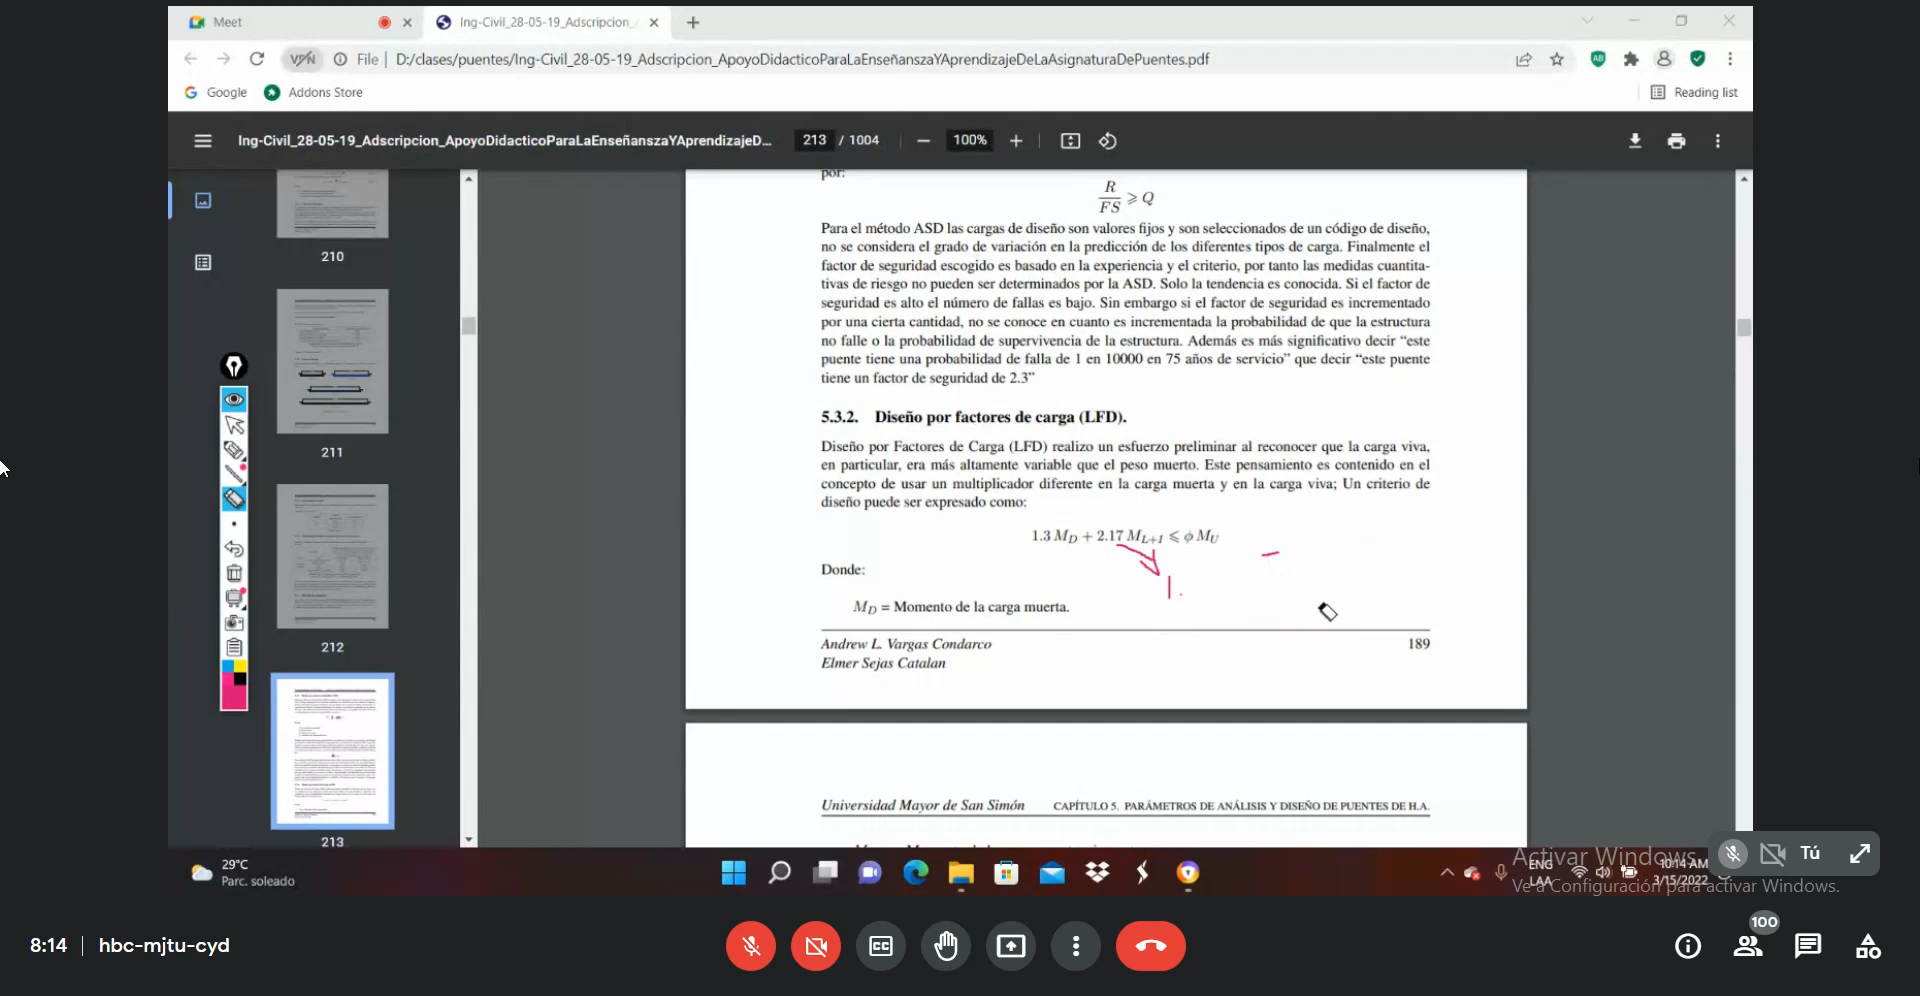 Meet
Ing-Civil_28-05-19_Adscripcion_
VPN
File
D:/clases/puentes/Ing-Civil_28-05-19_Adscripcion_ApoyoDidacticoParaLaEnseñanszaYAprendizajeDeLaAsignaturaDePuentes.pdf
Google
Addons Store
Reading list
Ing-Civil_28-05-19_Adscripcion_ApoyoDidacticoParaLaEnseñanszaYAprendizajeD...
213 / 1004
100%
210
211
212
213
por:
R
FS ⩾ Q
Para el método ASD las cargas de diseño son valores fijos y son seleccionados de un código de diseño,
no se considera el grado de variación en la predicción de los diferentes tipos de carga. Finalmente el
factor de seguridad escogido es basado en la experiencia y el criterio, por tanto las medidas cuantita-
tivas de riesgo no pueden ser determinados por la ASD. Solo la tendencia es conocida. Si el factor de
seguridad es alto el número de fallas es bajo. Sin embargo si el factor de seguridad es incrementado
por una cierta cantidad, no se conoce en cuanto es incrementada la probabilidad de que la estructura
no falle o la probabilidad de supervivencia de la estructura. Además es más significativo decir “este
puente tiene una probabilidad de falla de 1 en 10000 en 75 años de servicio” que decir “este puente
tiene un factor de seguridad de 2.3”
5.3.2. Diseño por factores de carga (LFD).
Diseño por Factores de Carga (LFD) realizo un esfuerzo preliminar al reconocer que la carga viva,
en particular, era más altamente variable que el peso muerto. Este pensamiento es contenido en el
concepto de usar un multiplicador diferente en la carga muerta y en la carga viva; Un criterio de
diseño puede ser expresado como:
1.3 M_D + 2.17 M_{L+I} ⩽ ϕ M_U
1.
Donde:
M_D = Momento de la carga muerta.
Andrew L. Vargas Condarco
189
Elmer Sejas Catalan
Universidad Mayor de San Simón
CAPÍTULO 5. PARÁMETROS DE ANÁLISIS Y DISEÑO DE PUENTES DE H.A.
29°C
Parc. soleado
ENG
LAA
10:14 AM
3/15/2022
Activar Windows
Ve a Configuración para activar Windows.
Tú
8:14
hbc-mjtu-cyd
100